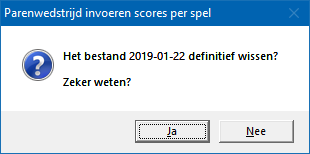 Parenwedstrijd invoeren scores per spel
Het bestand 2019-01-22 definitief wissen?
Zeker weten?
Ja
Nee